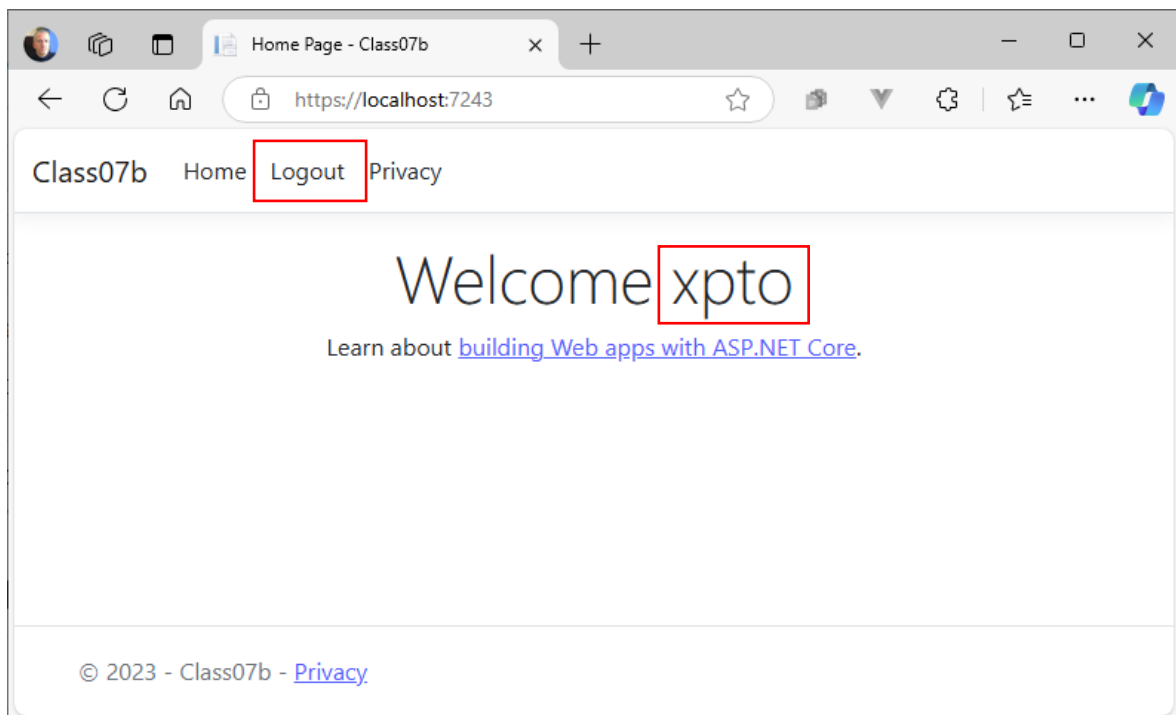 Home Page - Class07b
https://localhost:7243
Class07b Home Logout Privacy
Welcome xpto
Learn about building Web apps with ASP.NET Core.
© 2023 - Class07b - Privacy